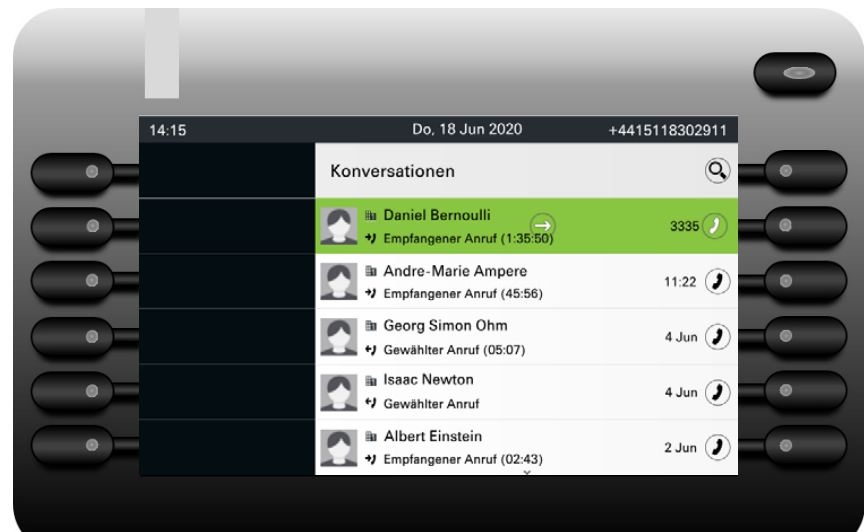 14:15 Do, 18 Jun 2020 +4415118302911
Konversationen
Daniel Bernoulli
Empfangener Anruf (1:35:50)
3335
Andre-Marie Ampere
Empfangener Anruf (45:56)
11:22
Georg Simon Ohm
Gewählter Anruf (05:07)
4 Jun
Isaac Newton
Gewählter Anruf
4 Jun
Albert Einstein
Empfangener Anruf (02:43)
2 Jun